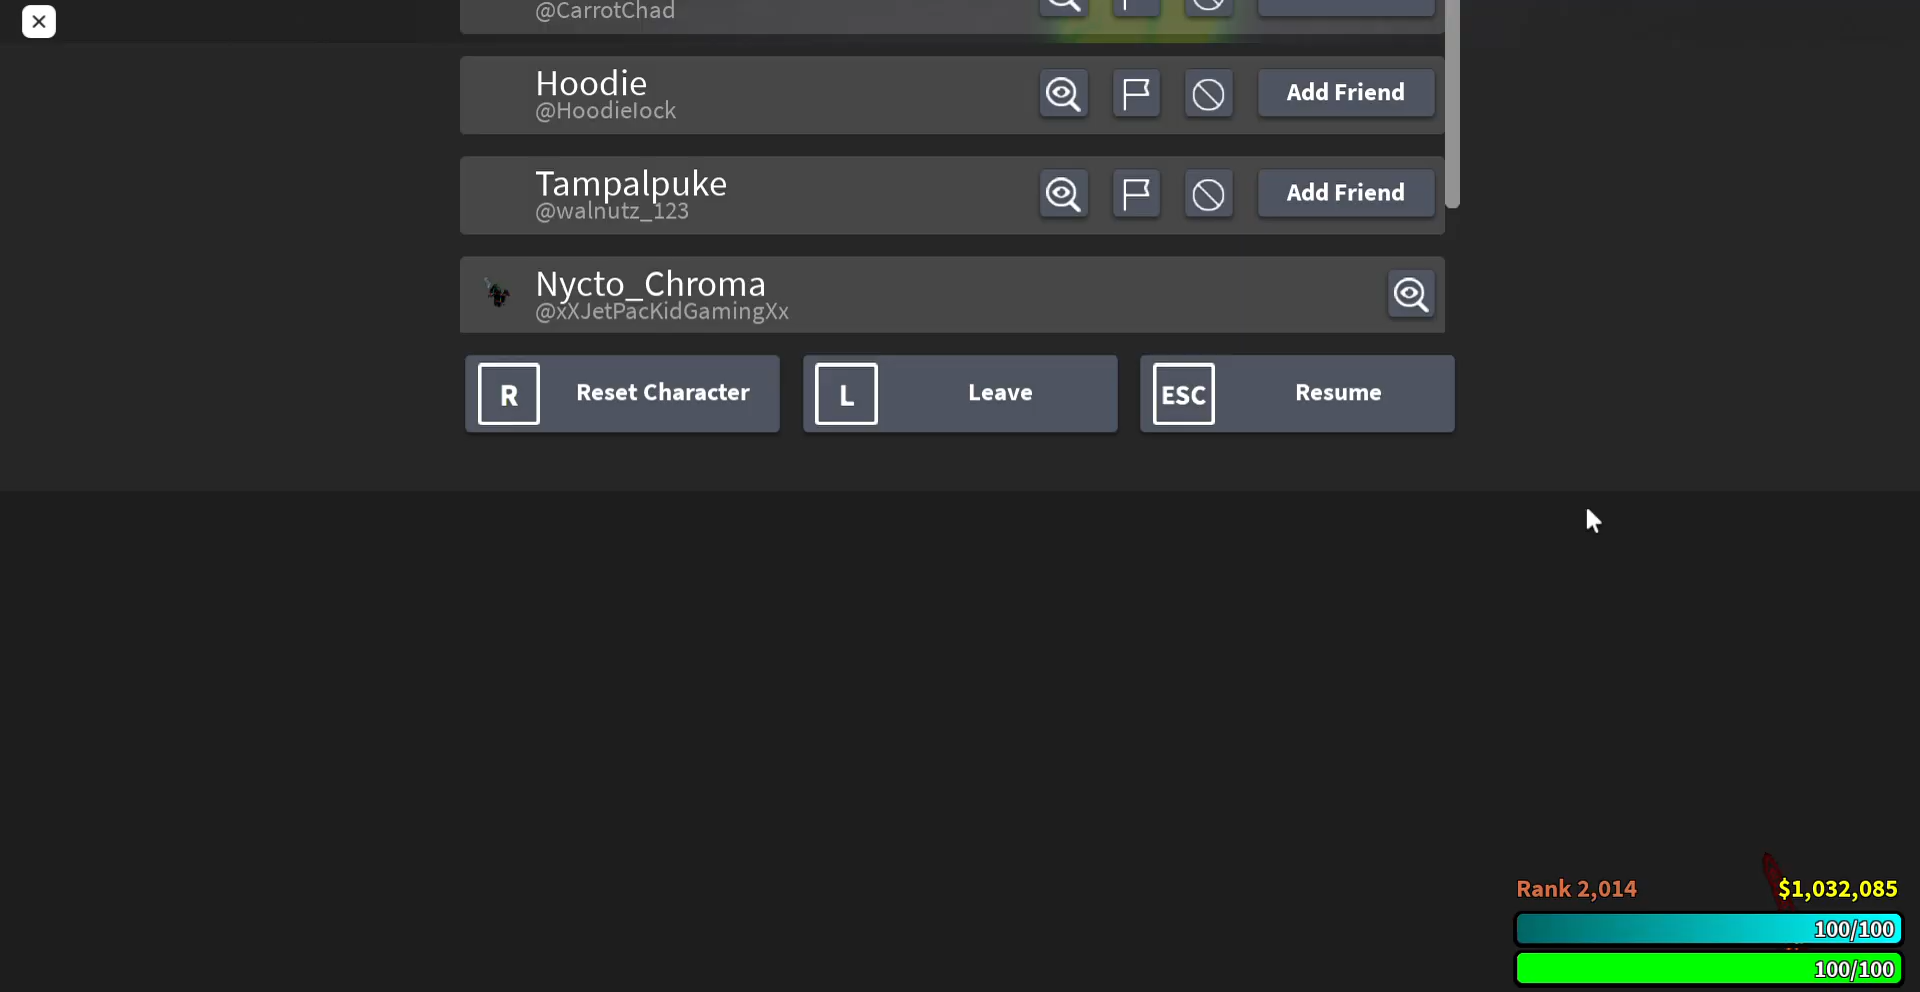 @CarrotChad
Hoodie
@HoodieIock
Add Friend
Tampalpuke
@walnutz_123
Add Friend
Nycto_Chroma
@xXJetPacKidGamingXx
R
Reset Character
L
Leave
ESC
Resume
Rank 2,014
$1,032,085
100/100
100/100